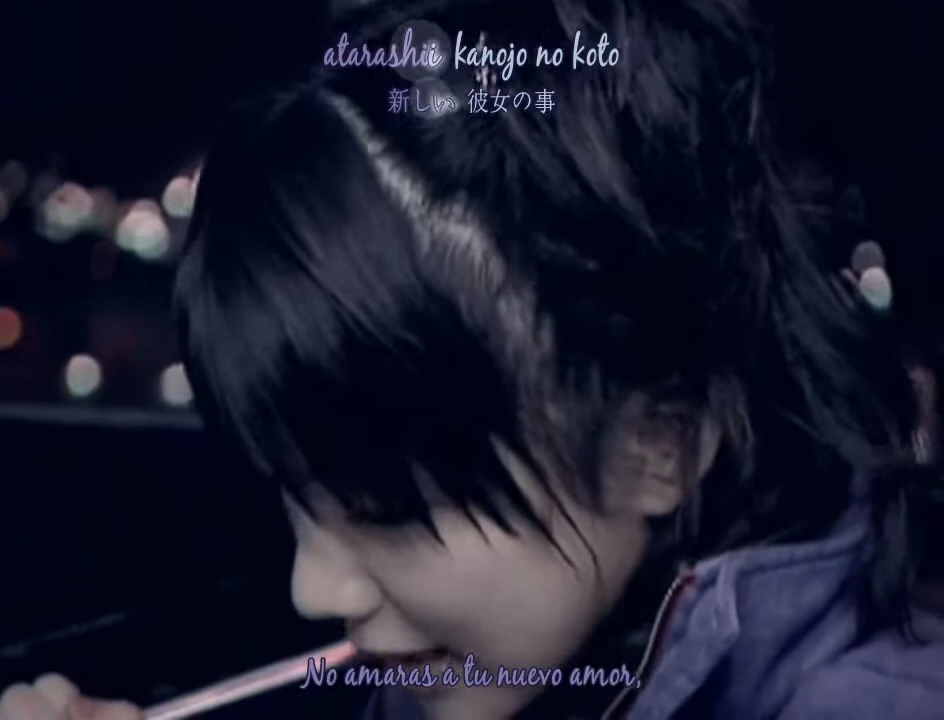 atarashii kanojo no koto
新しい 彼女の事
No amaras a tu nuevo amor,